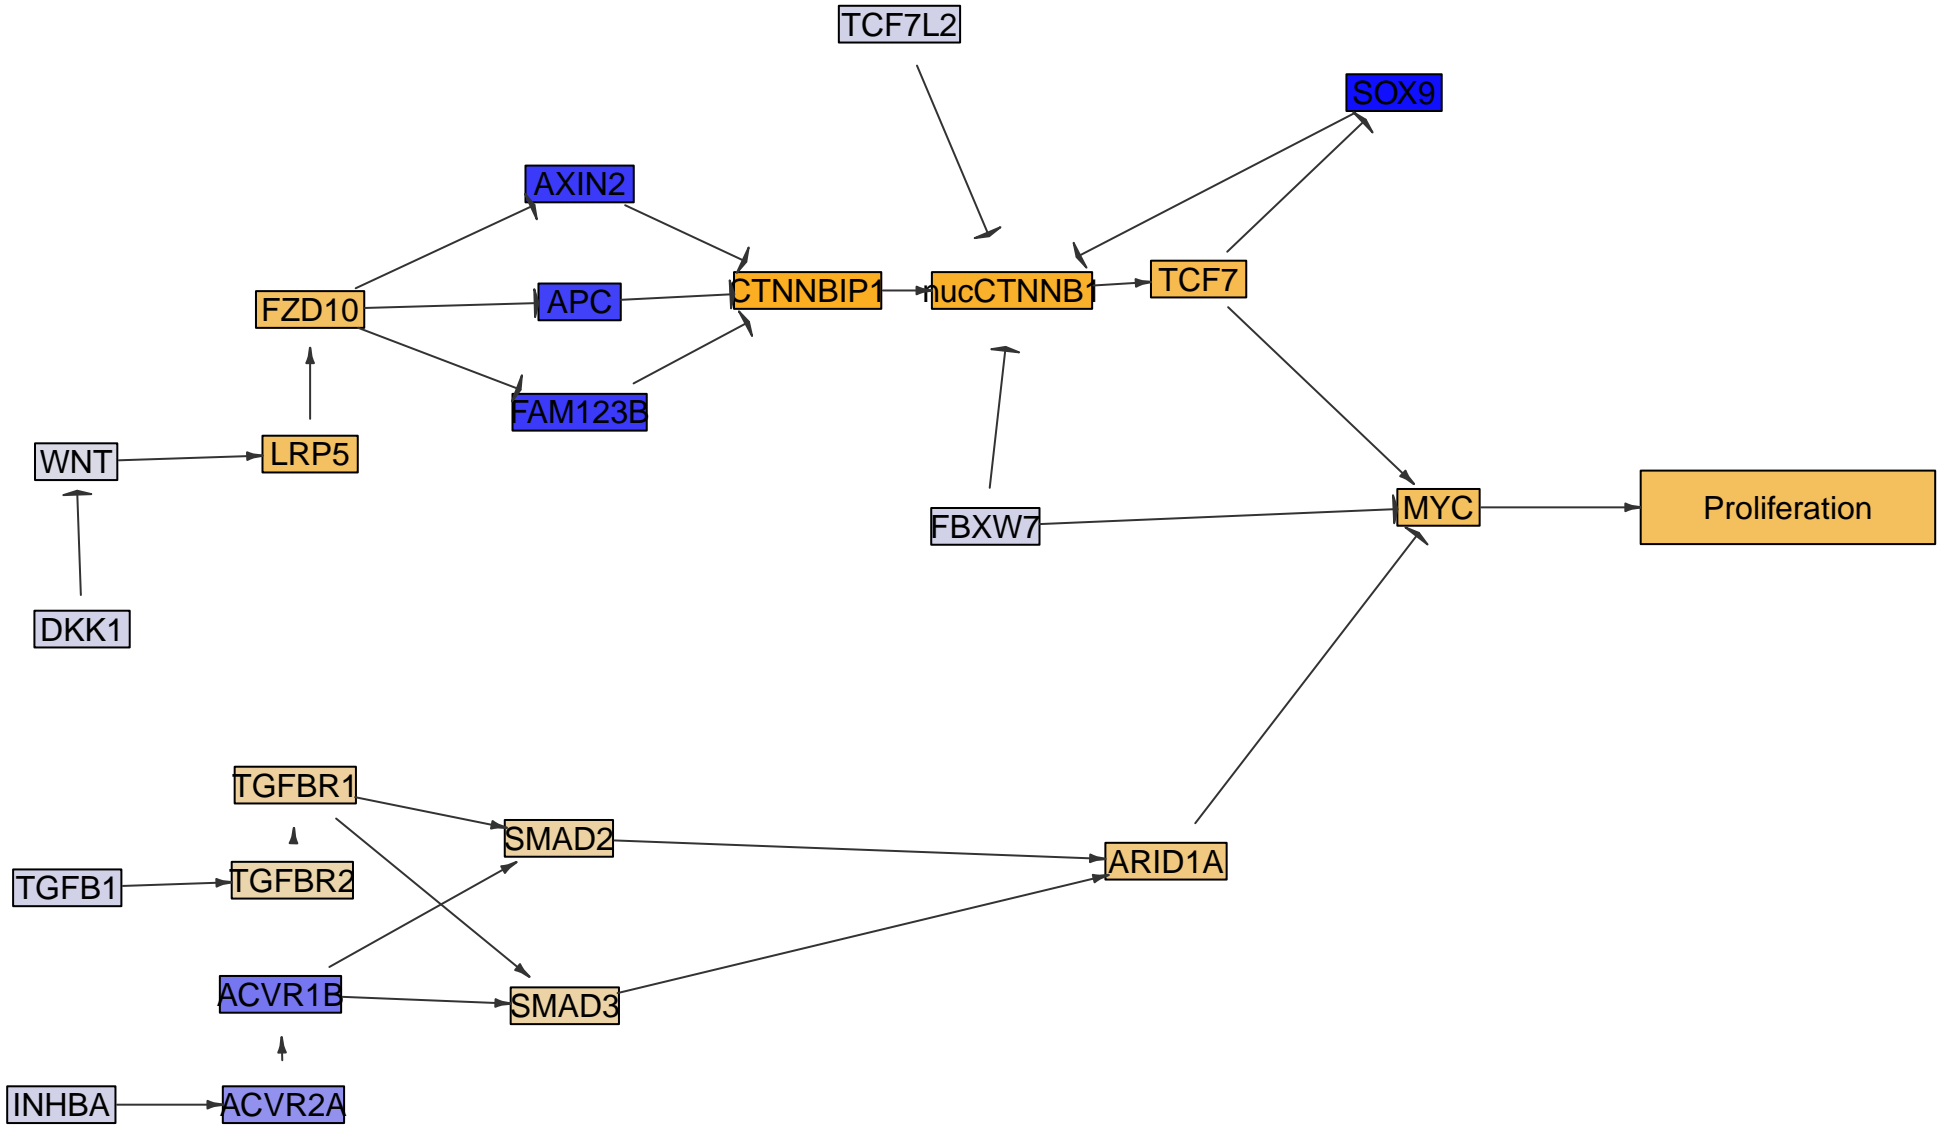 TCF7L2
SOX9
AXIN2
TCF7
CTNNBIP1
nucCTNNB1
APC
FZD10
FAM123B
LRP5
WNT
MYC
Proliferation
FBXW7
DKK1
TGFBR1
SMAD2
ARID1A
TGFBR2
TGFB1
ACVR1B
SMAD3
INHBA
ACVR2A